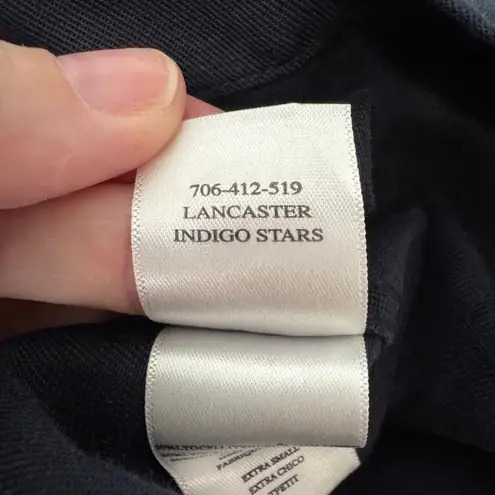 706-412-519
LANCASTER
INDIGO STARS
EXTRA SMALL
EXTRA CHICO